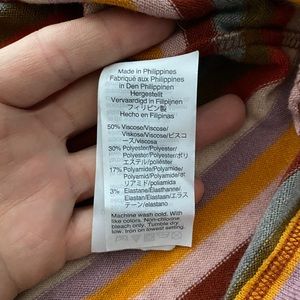 Made in Philippines
Fabriqué aux Philippines
in Den Philippinen
Hergestellt
Vervaardigd in Filipijnen
フィリピン製
Hecho en Filipinas
50% Viscose/Viscose/
Viscose/Viscose/ビスコ
ース/viscosa
30% Polyester/Polyester/
Polyester/Polyester/ポリ
エステル/poliéster
17% Polyamide/Polyamide/
Polyamid/Polyamide/ポ
リアミド/poliamida
3% Elastane/Élasthanne/
Elastan/Elastaan/エラス
テーン/elastano
Machine wash cold. With
like colors. Non-chlorine
bleach only. Tumble dry
low. Iron on lowest setting.